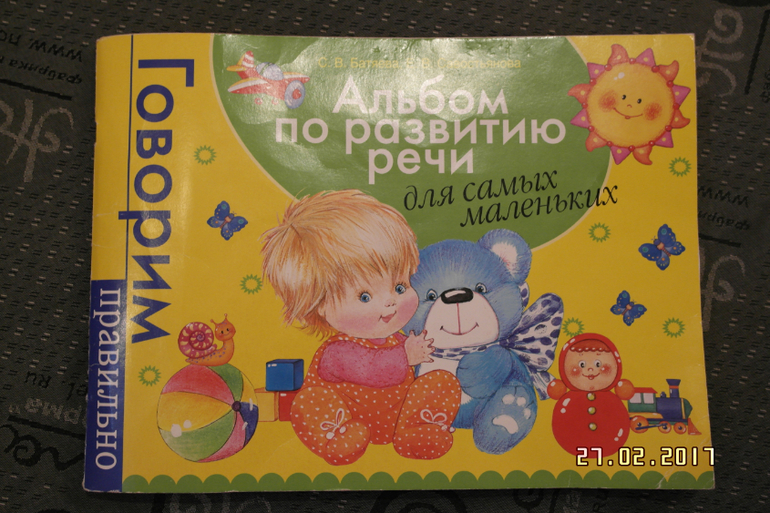 С. В. Батяева
Альбом
по развитию
речи
для самых
маленьких
Говорим
правильно
27.02.2017